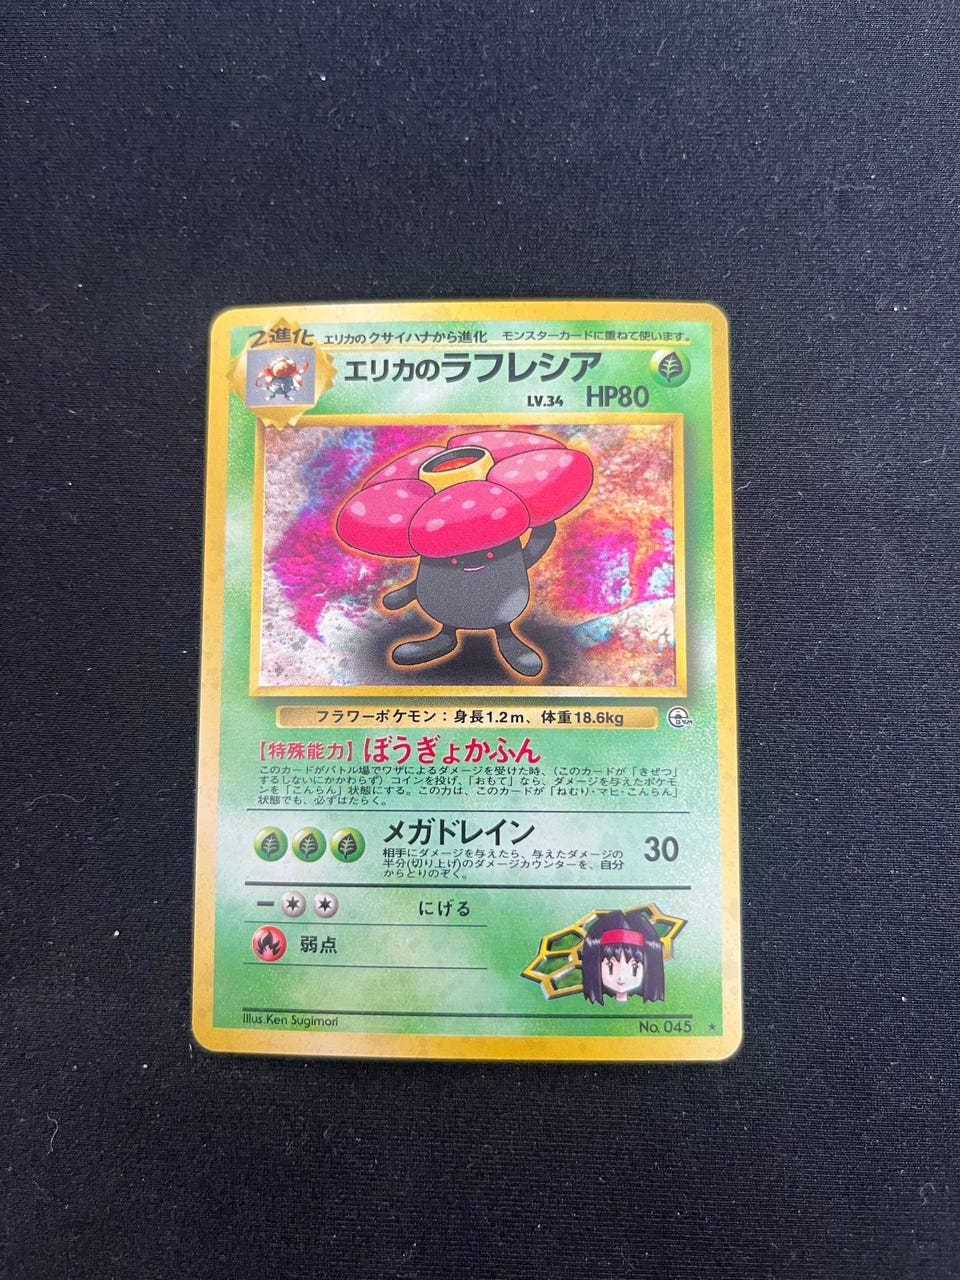 2進化 エリカのクサイハナから進化 モンスターカードに重ねて使います。
エリカのラフレシア
LV.34 HP80
フラワーポケモン：身長1.2m、体重18.6kg
GYM
【特殊能力】ぼうぎょかふん
このカードがバトル場でワザによるダメージを受けた時、（このカードが「きぜつ」
するしないにかかわらず）コインを投げ、「おもて」なら、ダメージを与えたポケモ
ンを「こんらん」状態にする。この力は、このカードが「ねむり・マヒ・こんらん」
状態でも、必ずはたらく。
メガドレイン 30
相手にダメージを与えたら、与えたダメージの
半分(切り上げ)のダメージカウンターを、自分
からとりのぞく。
ー にげる
弱点
Illus.Ken Sugimori
No. 045 ★